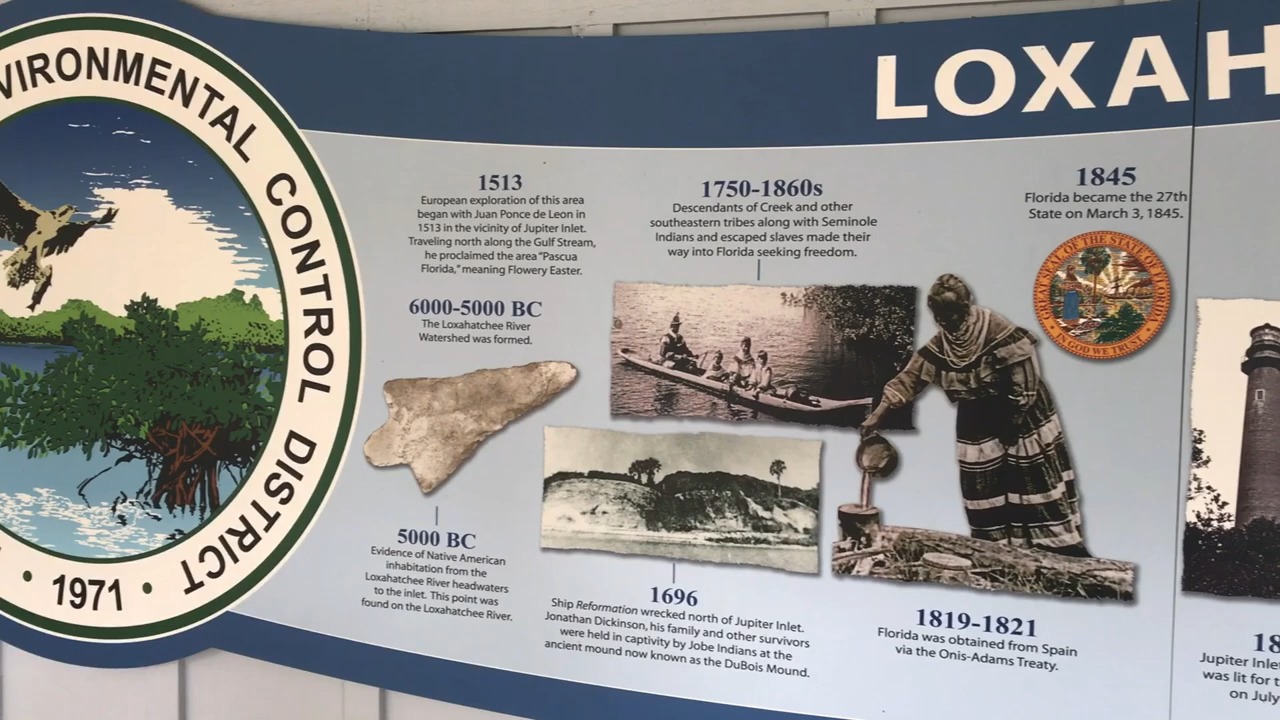 VIRONMENTAL CONTROL DISTRICT
• 1971 •
LOXAH
1513
European exploration of this area
began with Juan Ponce de Leon in
1513 in the vicinity of Jupiter Inlet.
Traveling north along the Gulf Stream,
he proclaimed the area "Pascua
Florida," meaning Flowery Easter.
6000-5000 BC
The Loxahatchee River
Watershed was formed.
5000 BC
Evidence of Native American
inhabitation from the
Loxahatchee River headwaters
to the inlet. This point was
found on the Loxahatchee River.
1750-1860s
Descendants of Creek and other
southeastern tribes along with Seminole
Indians and escaped slaves made their
way into Florida seeking freedom.
1696
Ship Reformation wrecked north of Jupiter Inlet.
Jonathan Dickinson, his family and other survivors
were held in captivity by Jobe Indians at the
ancient mound now known as the DuBois Mound.
1845
Florida became the 27th
State on March 3, 1845.
GREAT SEAL OF THE STATE OF FLORIDA
IN GOD WE TRUST
1819-1821
Florida was obtained from Spain
via the Onis-Adams Treaty.
18
Jupiter Inle
was lit for t
on July